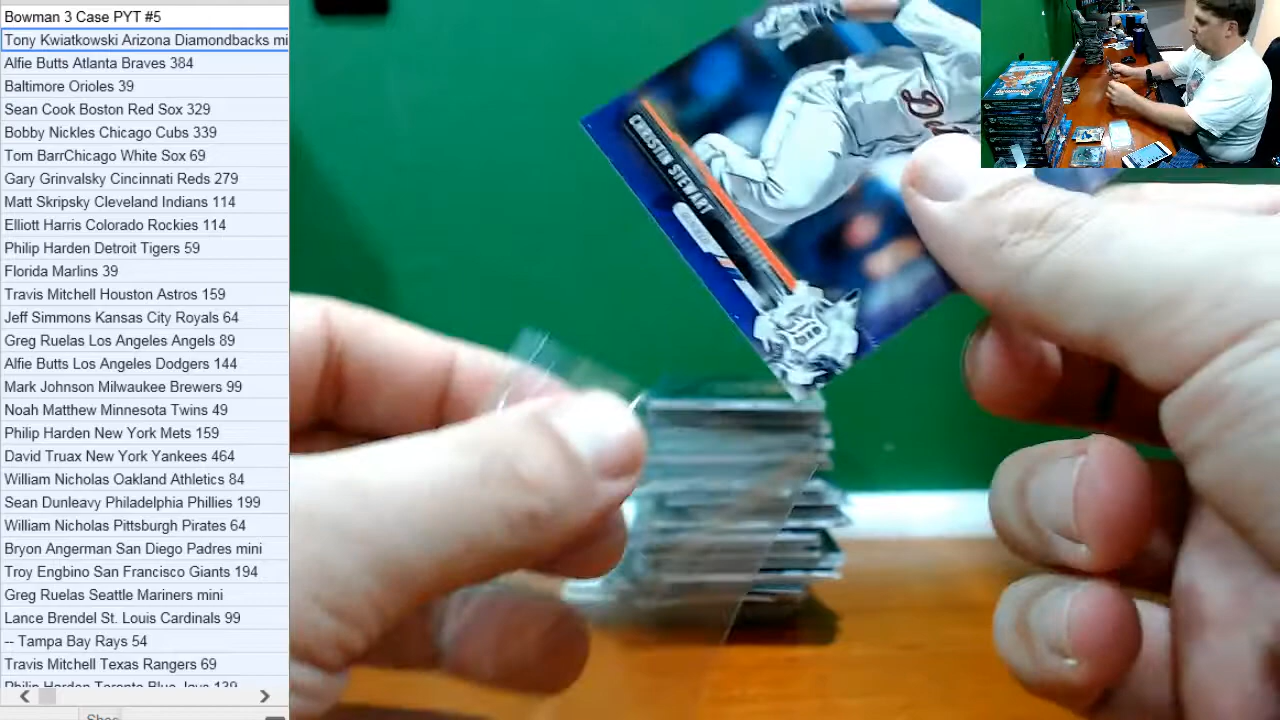 Bowman 3 Case PYT #5
Tony Kwiatkowski Arizona Diamondbacks mi
Alfie Butts Atlanta Braves 384
Baltimore Orioles 39
Sean Cook Boston Red Sox 329
Bobby Nickles Chicago Cubs 339
Tom BarrChicago White Sox 69
Gary Grinvalsky Cincinnati Reds 279
Matt Skripsky Cleveland Indians 114
Elliott Harris Colorado Rockies 114
Philip Harden Detroit Tigers 59
Florida Marlins 39
Travis Mitchell Houston Astros 159
Jeff Simmons Kansas City Royals 64
Greg Ruelas Los Angeles Angels 89
Alfie Butts Los Angeles Dodgers 144
Mark Johnson Milwaukee Brewers 99
Noah Matthew Minnesota Twins 49
Philip Harden New York Mets 159
David Truax New York Yankees 464
William Nicholas Oakland Athletics 84
Sean Dunleavy Philadelphia Phillies 199
William Nicholas Pittsburgh Pirates 64
Bryon Angerman San Diego Padres mini
Troy Engbino San Francisco Giants 194
Greg Ruelas Seattle Mariners mini
Lance Brendel St. Louis Cardinals 99
-- Tampa Bay Rays 54
Travis Mitchell Texas Rangers 69
Philip Harden Toronto Blue Jays 139
CHRISTIN STEWART